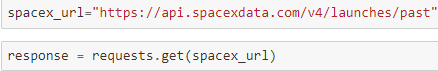 spacex_url="https://api.spacexdata.com/v4/launches/past"
response = requests.get(spacex_url)